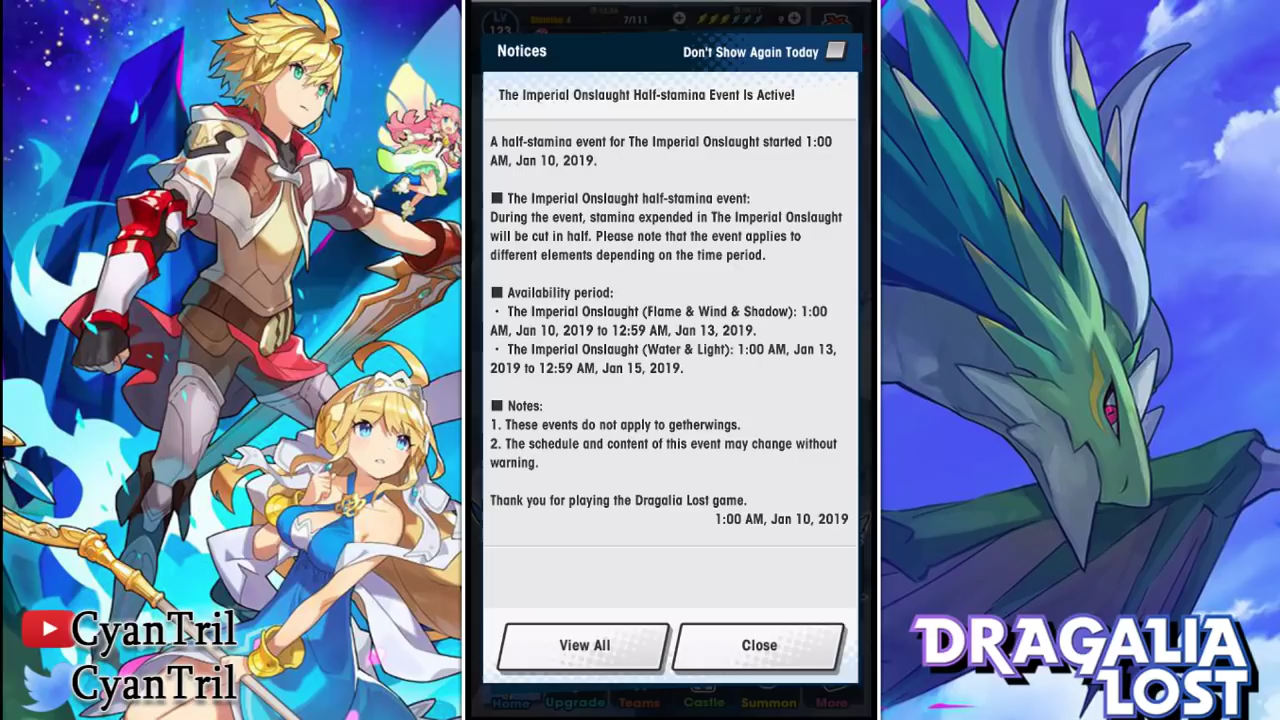 LV
123
7/111
9
Notices
Don't Show Again Today
The Imperial Onslaught Half-stamina Event Is Active!
A half-stamina event for The Imperial Onslaught started 1:00
AM, Jan 10, 2019.
■ The Imperial Onslaught half-stamina event:
During the event, stamina expended in The Imperial Onslaught
will be cut in half. Please note that the event applies to
different elements depending on the time period.
■ Availability period:
・ The Imperial Onslaught (Flame & Wind & Shadow): 1:00
AM, Jan 10, 2019 to 12:59 AM, Jan 13, 2019.
・ The Imperial Onslaught (Water & Light): 1:00 AM, Jan 13,
2019 to 12:59 AM, Jan 15, 2019.
■ Notes:
1. These events do not apply to getherwings.
2. The schedule and content of this event may change without
warning.
Thank you for playing the Dragalia Lost game.
1:00 AM, Jan 10, 2019
View All
Close
Home Upgrade Teams Castle Summon More
CyanTril
CyanTril
DRAGALIA
LOST